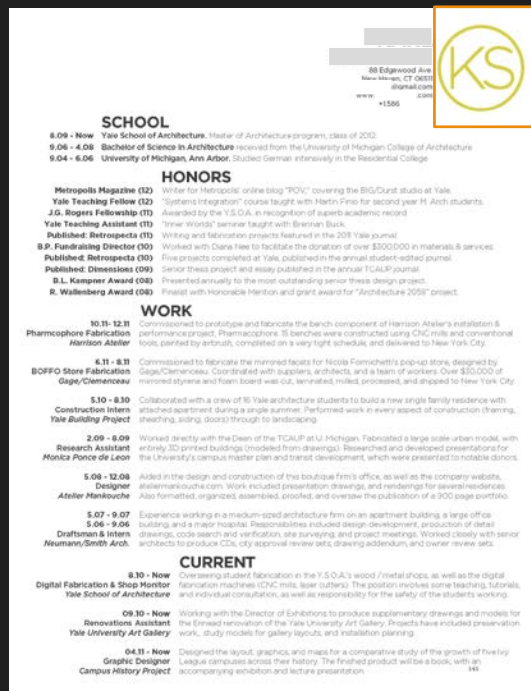 KS
88 Edgewood Ave.
New Haven, CT 06511
@gmail.com
www. .com
+1.586
SCHOOL
8.09 - Now Yale School of Architecture. Master of Architecture program, class of 2012.
9.06 - 4.08 Bachelor of Science in Architecture received from the University of Michigan College of Architecture
9.04 - 6.06 University of Michigan, Ann Arbor. Studied German intensively in the Residential College
HONORS
Metropolis Magazine (12) Writer for Metropolis' online blog "POV," covering the BIG/Durst studio at Yale.
Yale Teaching Fellow (12) "Systems Integration" course taught with Martin Finio for second year M. Arch students.
J.G. Rogers Fellowship (11) Awarded by the Y.S.O.A. in recognition of superb academic record
Yale Teaching Assistant (11) "Inner Worlds" seminar taught with Brennan Buck.
Published: Retrospecta (11) Writing and fabrication projects featured in the 2011 Yale journal
B.P. Fundraising Director (10) Worked with Diana Nee to facilitate the donation of over $300,000 in materials & services.
Published: Retrospecta (10) Five projects completed at Yale, published in the annual student-edited journal.
Published: Dimensions (09) Senior thesis project and essay published in the annual TCAUP journal.
B.L. Kampner Award (08) Presented annually to the most outstanding senior thesis design project.
R. Wallenberg Award (08) Finalist with Honorable Mention and grant award for "Architecture 2058" project.
WORK
10.11- 12.11 Commissioned to prototype and fabricate the bench component of Harrison Atelier's installation &
Pharmcophore Fabrication performance project, Pharmacophore. 15 benches were constructed using CNC mills and conventional
Harrison Atelier tools, painted by airbrush, completed on a very tight schedule, and delivered to New York City.
6.11 - 8.11 Commissioned to fabricate the mirrored facets for Nicola Formichetti's pop-up store, designed by
BOFFO Store Fabrication Gage/Clemenceau. Coordinated with suppliers, architects, and a team of workers. Over $30,000 of
Gage/Clemenceau mirrored styrene and foam board was cut, laminated, milled, processed, and shipped to New York City
5.10 - 8.10 Collaborated with a crew of 16 Yale architecture students to build a new single family residence with
Construction Intern attached apartment during a single summer. Performed work in every aspect of construction (framing,
Yale Building Project sheathing, siding, doors) through to landscaping.
2.09 - 8.09 Worked directly with the Dean of the TCAUP at U. Michigan. Fabricated a large scale urban model, with
Research Assistant entirely 3D printed buildings (modeled from drawings). Researched and developed presentations for
Monica Ponce de Leon the University's campus master plan and transit development, which were presented to notable donors.
5.08 - 12.08 Aided in the design and construction of this boutique firm's office, as well as the company website,
Designer ateliermankouche.com. Work included presentation drawings, and renderings for several residences
Atelier Mankouche Also formatted, organized, assembled, proofed, and oversaw the publication of a 900 page portfolio.
5.07 - 9.07 Experience working in a medium-sized architecture firm on an apartment building, a large office
5.06 - 9.06 building, and a major hospital. Responsibilities included design development, production of detail
Draftsman & Intern drawings, code search and verification, site surveying, and project meetings. Worked closely with senior
Neumann/Smith Arch. architects to produce CDs, city approval review sets, drawing addendum, and owner review sets.
CURRENT
8.10 - Now Overseeing student fabrication in the Y.S.O.A.'s wood / metal shops, as well as the digital
Digital Fabrication & Shop Monitor fabrication machines (CNC mills, laser cutters). The position involves some teaching, tutorials,
Yale School of Architecture and individual consultation, as well as responsibility for the safety of the students working.
09.10 - Now Working with the Director of Exhibitions to produce supplementary drawings and models for
Renovations Assistant the Ennead renovation of the Yale University Art Gallery. Projects have included preservation
Yale University Art Gallery work, study models for gallery layouts, and installation planning.
04.11 - Now Designed the layout, graphics, and maps for a comparative study of the growth of five Ivy
Graphic Designer League campuses across their history. The finished product will be a book, with an
Campus History Project accompanying exhibition and lecture presentation.